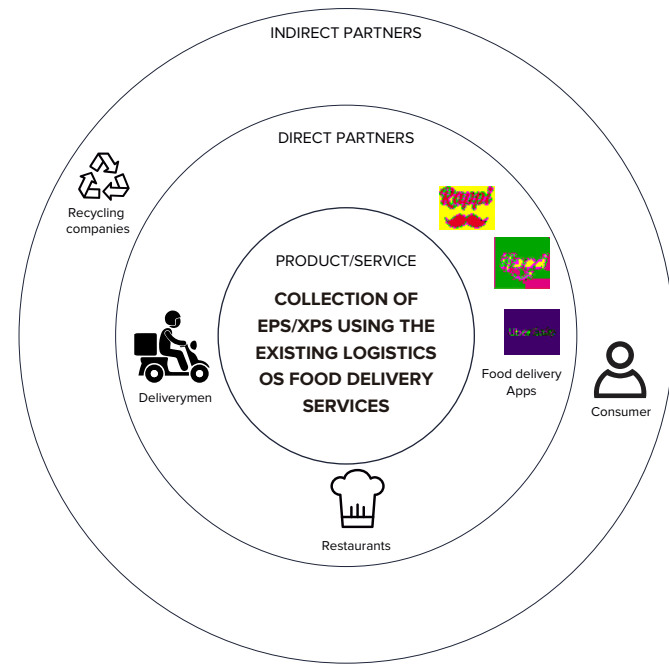 INDIRECT PARTNERS
DIRECT PARTNERS
Recycling
companies
Rappi
PRODUCT/SERVICE
COLLECTION OF
EPS/XPS USING THE
EXISTING LOGISTICS
OS FOOD DELIVERY
SERVICES
Uber Eats
Food delivery
Apps
Deliverymen
Consumer
Restaurants